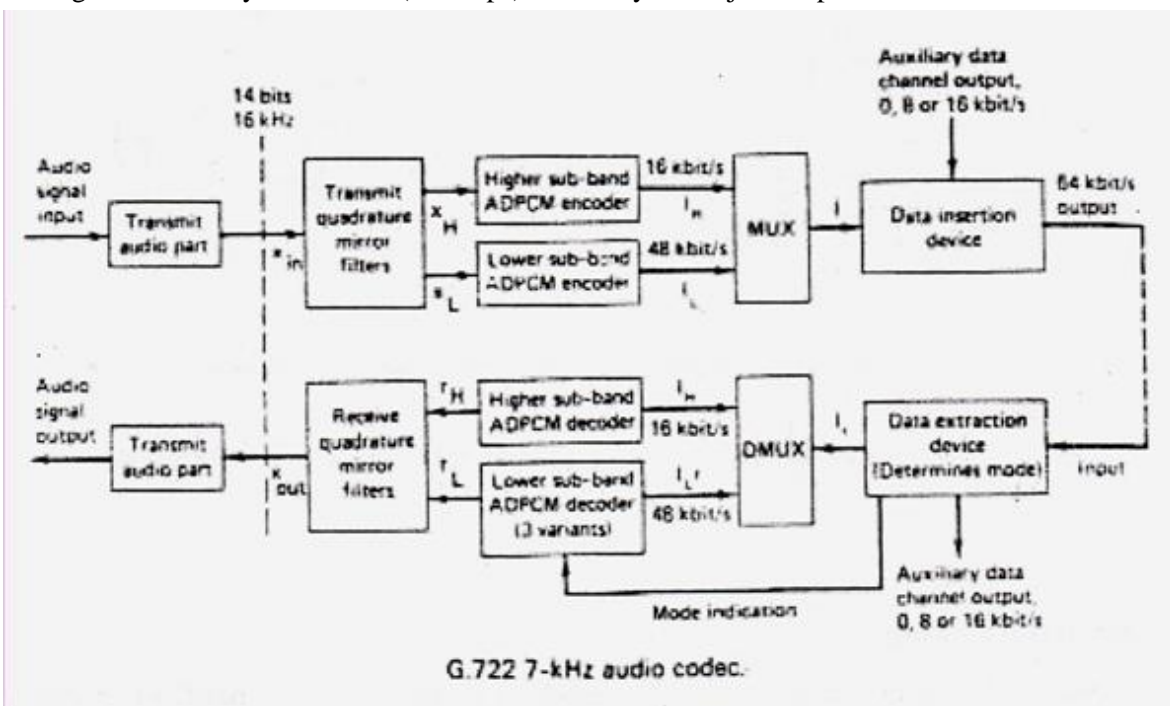 Auxiliary data
channel output,
0, 8 or 16 kbit/s
14 bits
16 kHz
Audio
signal
input
Transmit
audio part
x in
Transmit
quadrature
mirror
filters
x H
x L
Higher sub-band
ADPCM encoder
Lower sub-band
ADPCM encoder
16 kbit/s
I H
48 kbit/s
I L
MUX
I
Data insertion
device
64 kbit/s
output
Audio
signal
output
Transmit
audio part
x out
Receive
quadrature
mirror
filters
r H
r L
Higher sub-band
ADPCM decoder
Lower sub-band
ADPCM decoder
(3 variants)
I H
16 kbit/s
I L r
48 kbit/s
DMUX
I r
Data extraction
device
(Determines mode)
input
Mode indication
Auxiliary data
channel output,
0, 8 or 16 kbit/s
G.722 7-kHz audio codec.